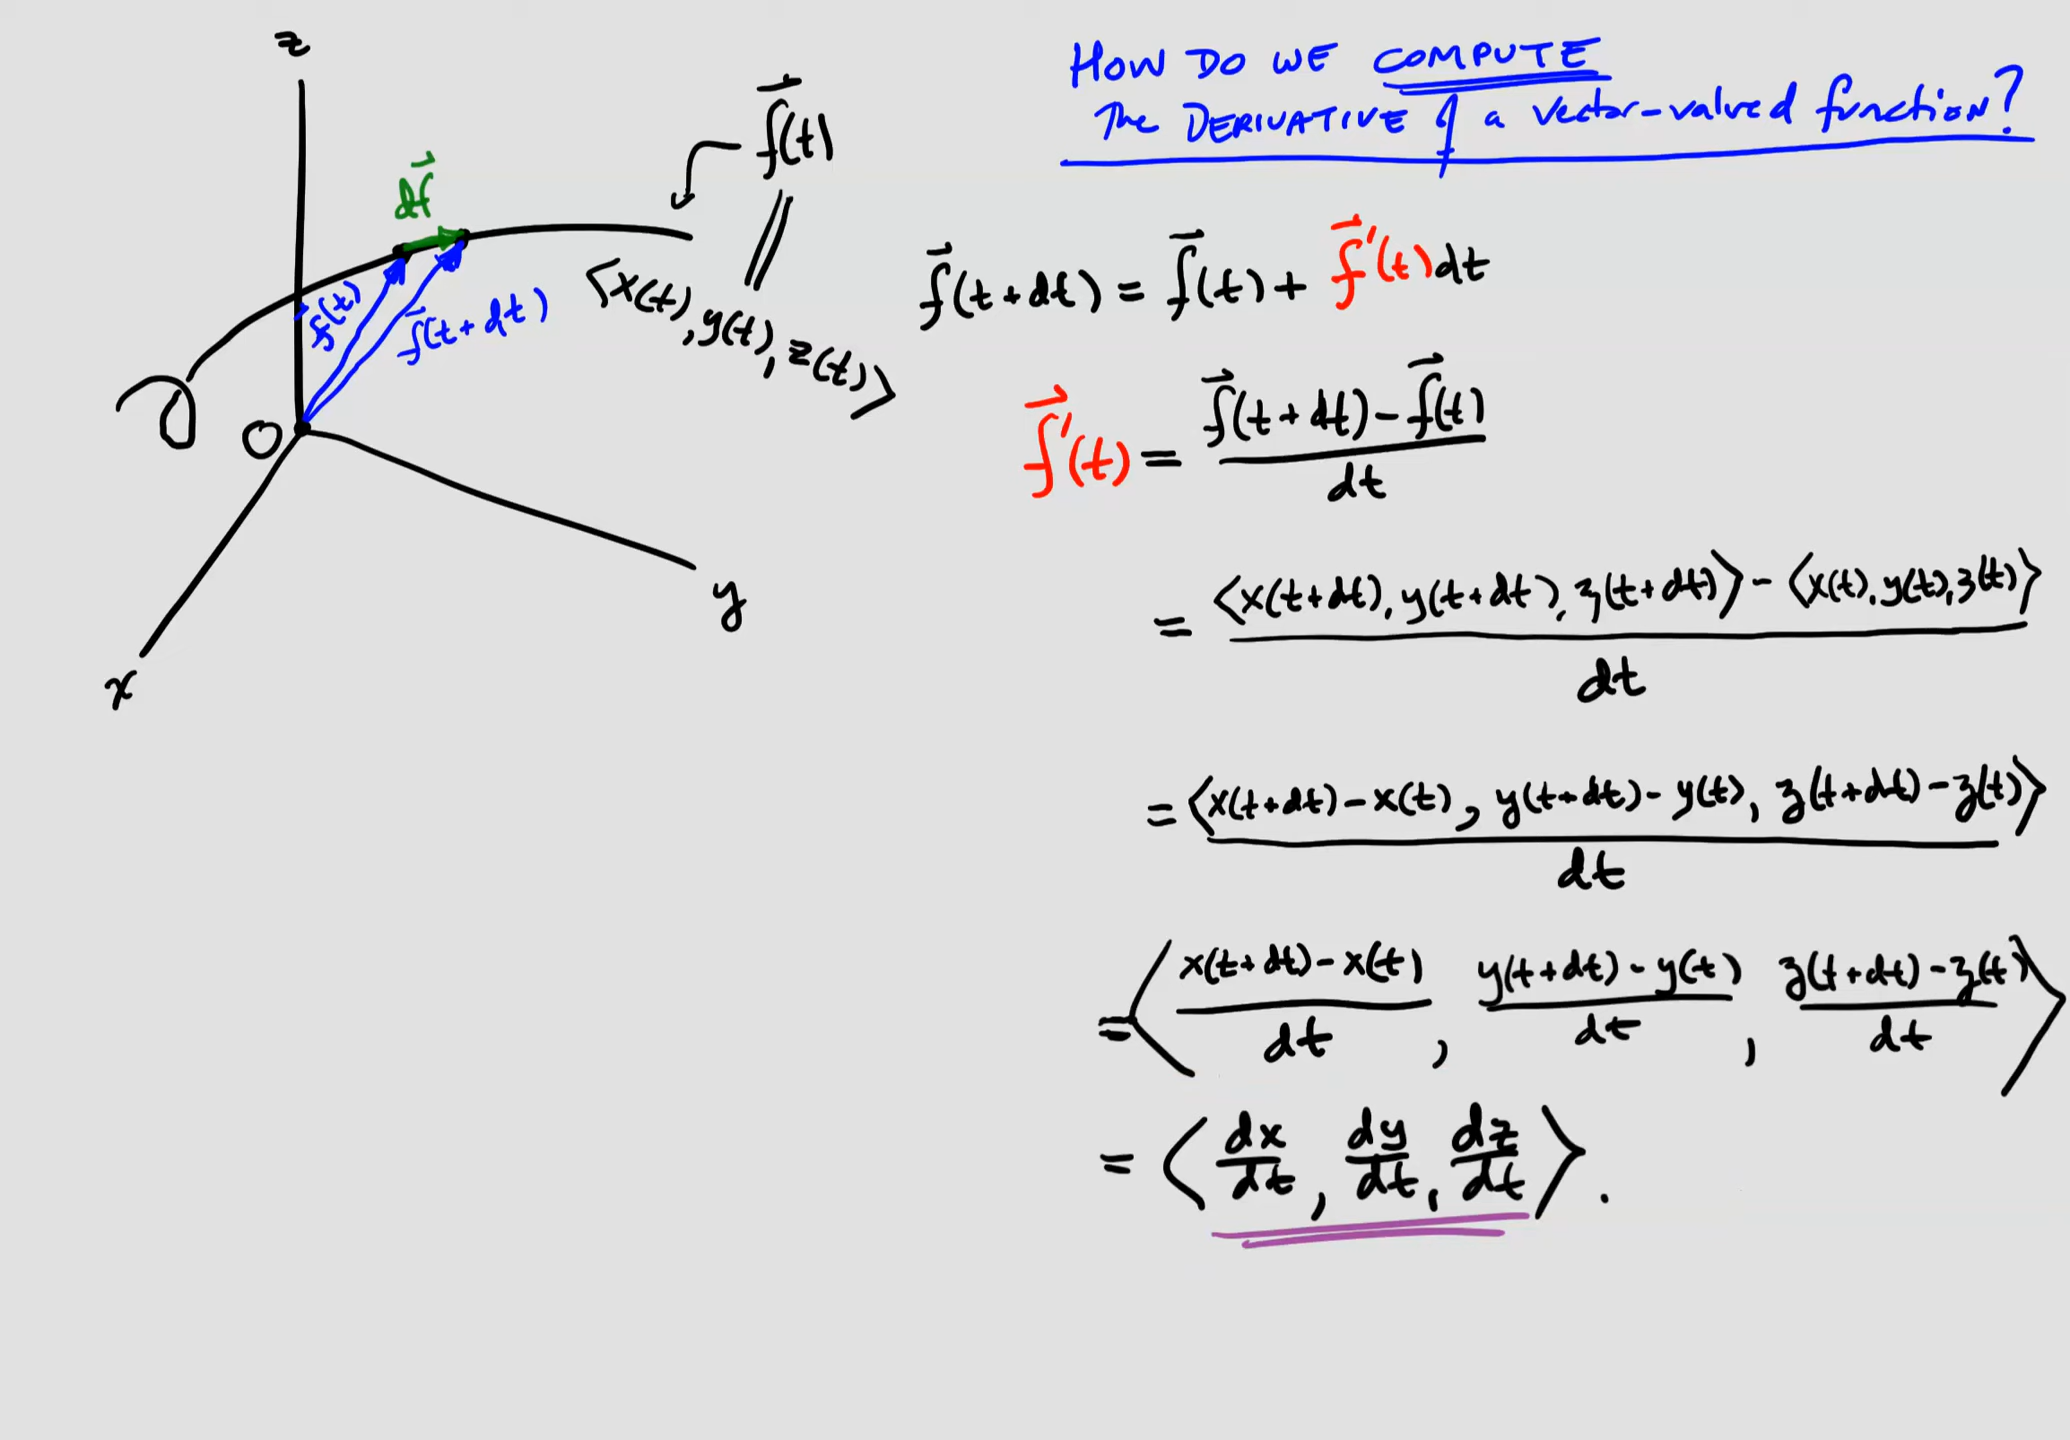 HOW DO WE COMPUTE
The DERIVATIVE of a vector-valued function?
z
f⃗(t)
df⃗
f⃗(t)
f⃗(t+dt)
⟨x(t), y(t), z(t)⟩
O
y
x
f⃗(t+dt) = f⃗(t) + f⃗'(t)dt
f⃗'(t) = (f⃗(t+dt) - f⃗(t)) / dt
= (⟨x(t+dt), y(t+dt), z(t+dt)⟩ - ⟨x(t), y(t), z(t)⟩) / dt
= ⟨x(t+dt) - x(t), y(t+dt) - y(t), z(t+dt) - z(t)⟩ / dt
= ⟨(x(t+dt) - x(t))/dt, (y(t+dt) - y(t))/dt, (z(t+dt) - z(t))/dt⟩
= ⟨dx/dt, dy/dt, dz/dt⟩.